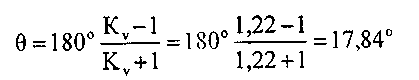 θ = 180° (K_v − 1)/(K_v + 1) = 180° (1,22 − 1)/(1,22 + 1) = 17,84°